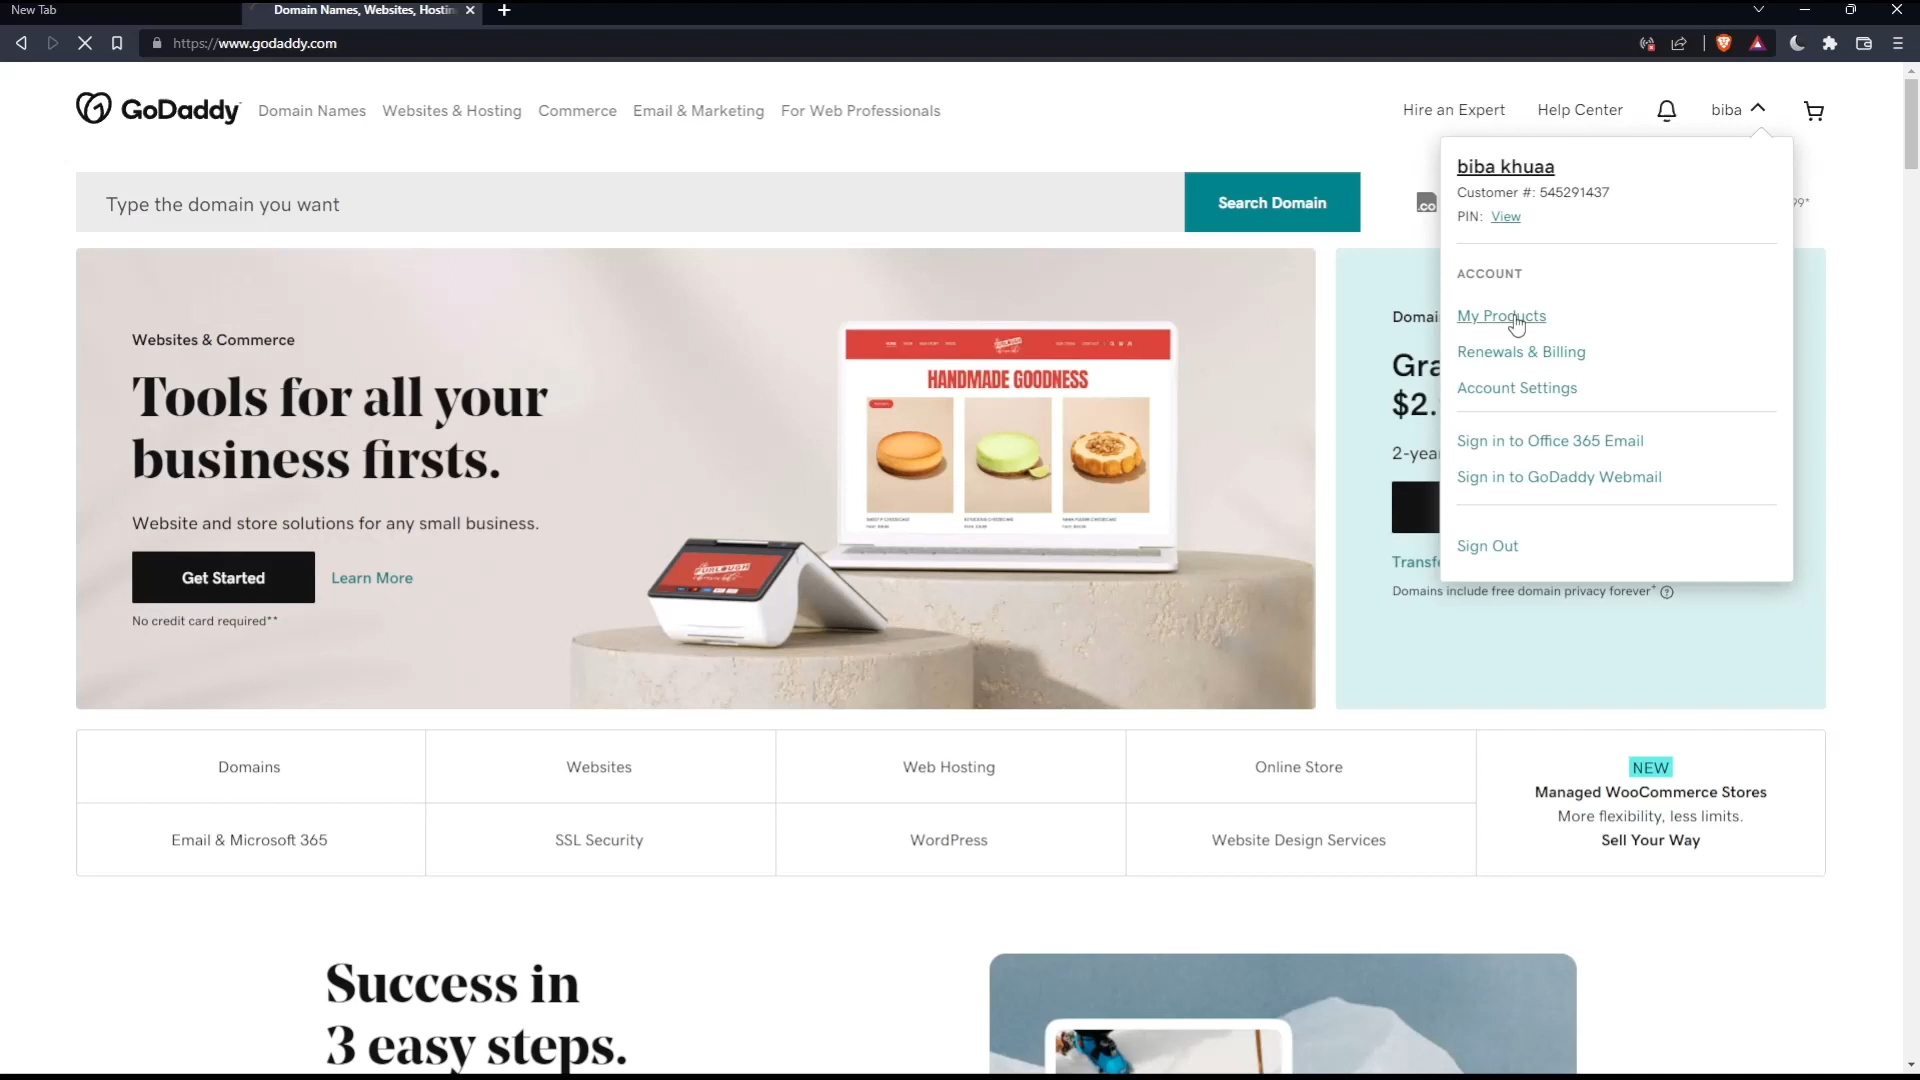 New Tab
Domain Names, Websites, Hostin
https://www.godaddy.com
GoDaddy
Domain Names
Websites & Hosting
Commerce
Email & Marketing
For Web Professionals
Hire an Expert
Help Center
biba
Type the domain you want
Search Domain
.co
99*
biba khuaa
Customer #: 545291437
PIN: View
ACCOUNT
My Products
Renewals & Billing
Account Settings
Sign in to Office 365 Email
Sign in to GoDaddy Webmail
Sign Out
Websites & Commerce
Tools for all your
business firsts.
Website and store solutions for any small business.
Get Started
Learn More
No credit card required**
HANDMADE GOODNESS
Domai
Gra
$2.
2-yea
Transfe
Domains include free domain privacy forever+ ?
Domains
Websites
Web Hosting
Online Store
Email & Microsoft 365
SSL Security
WordPress
Website Design Services
NEW
Managed WooCommerce Stores
More flexibility, less limits.
Sell Your Way
Success in
3 easy steps.